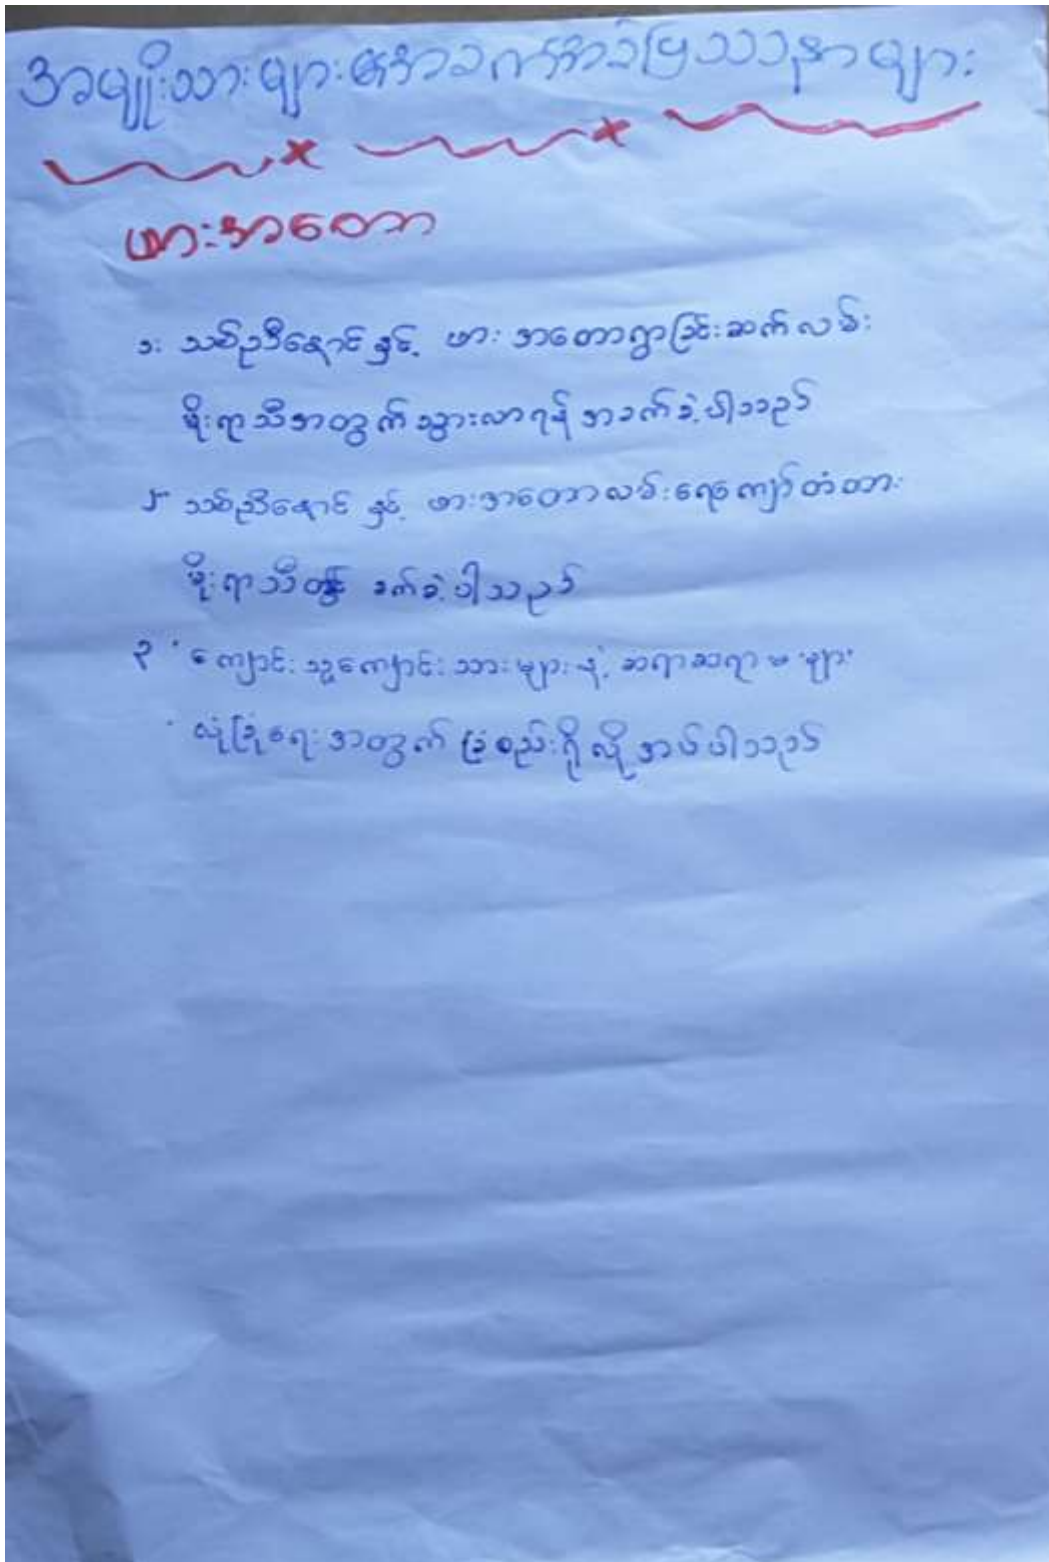 အမျိုးသားများ၏အခက်အခဲပြဿနာများ
ဖားအတော
၁။ သစ်ညီနောင်နှင့် ဖားအတောရွာခြင်းဆက်လမ်း
မိုးရာသီအတွက်သွားလာရန်အခက်ခဲ့ပါသည်
၂ သစ်ညီနောင်နှင့် ဖားအတောလမ်းရေကျော်တံတား
မိုးရာသီတွင် ခက်ခဲ့ပါသည်
၃ ကျောင်းသူကျောင်းသားများနဲ့ ဆရာဆရာမများ
လုံခြုံရေးအတွက် ခြံစည်းရိုလိုအပ်ပါသည်